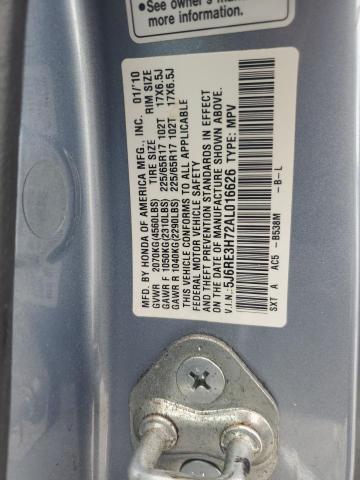 •See owner's manual
more information.
MFD. BY HONDA OF AMERICA MFG., INC. 01/'10
TIRE SIZE RIM SIZE
GVWR 2070KG(4560LBS)
GAWR F 1050KG(2310LBS) 225/65R17 102T 17X6.5J
GAWR R 1040KG(2290LBS) 225/65R17 102T 17X6.5J
THIS VEHICLE CONFORMS TO ALL APPLICABLE
FEDERAL MOTOR VEHICLE SAFETY
AND THEFT PREVENTION STANDARDS IN EFFECT
ON THE DATE OF MANUFACTURE SHOWN ABOVE.
V.I.N.: 5J6RE3H72AL016626 TYPE: MPV
SXT A AC5 -B538M -B-L